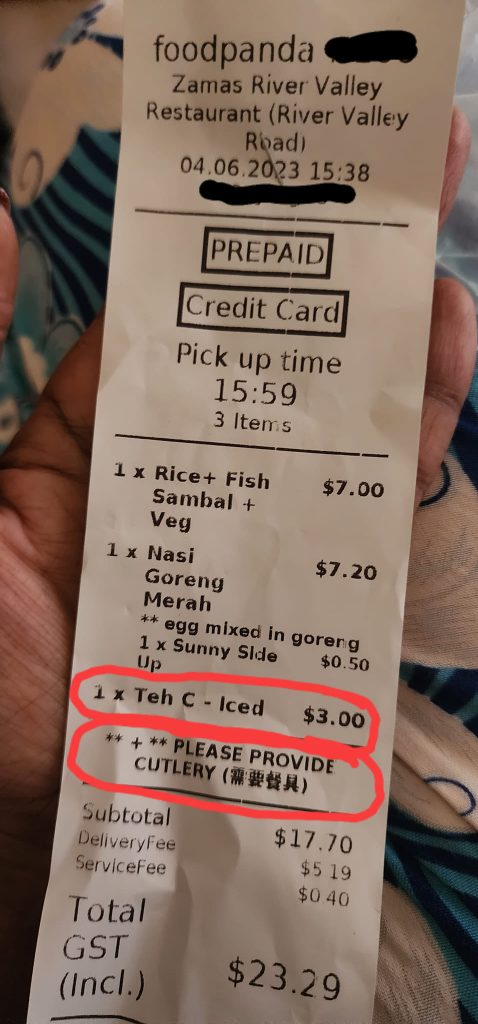 foodpanda
Zamas River Valley
Restaurant (River Valley
Road)
04.06.2023 15:38
PREPAID
Credit Card
Pick up time
15:59
3 Items
1 x Rice+ Fish $7.00
Sambal +
Veg
1 x Nasi $7.20
Goreng
Merah
** egg mixed in goreng
1 x Sunny Side $0.50
Up
1 x Teh C - Iced $3.00
** + ** PLEASE PROVIDE
CUTLERY (需要餐具)
Subtotal $17.70
DeliveryFee $5.19
ServiceFee $0.40
Total
GST
(Incl.) $23.29